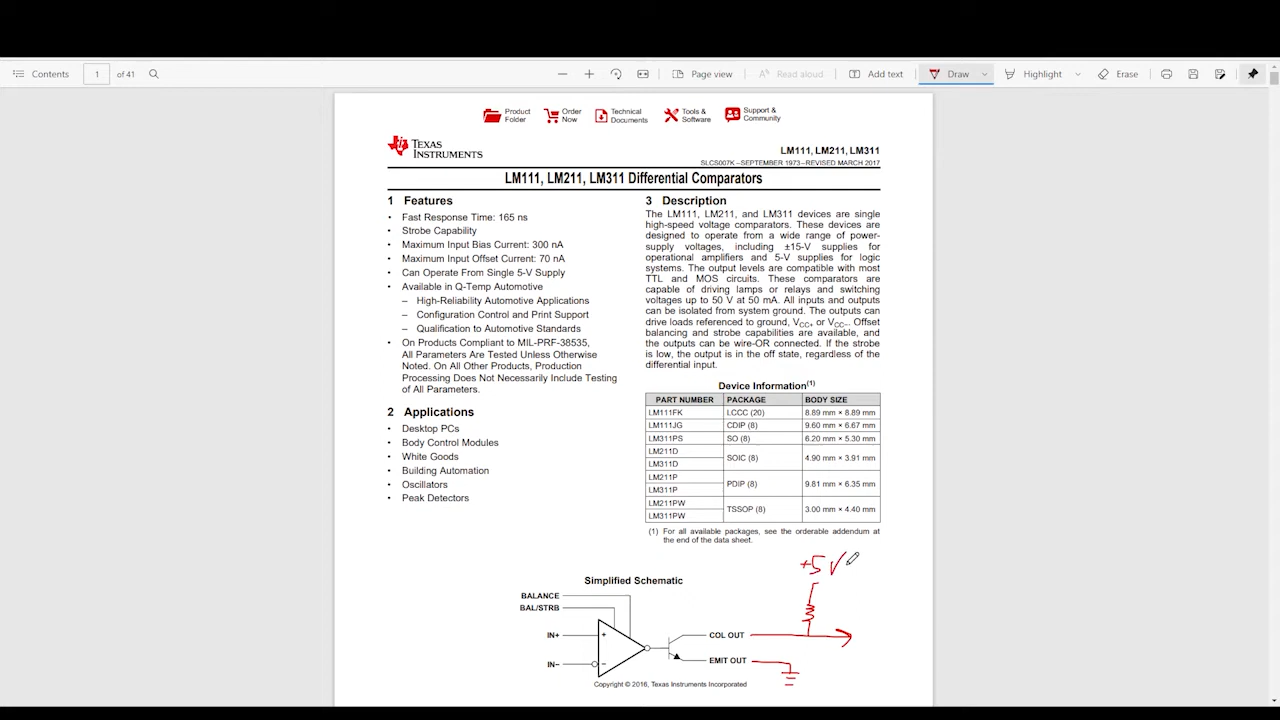 Contents
1 of 41
Page view
Read aloud
Add text
Draw
Highlight
Erase
Product Folder
Order Now
Technical Documents
Tools & Software
Support & Community
TEXAS INSTRUMENTS
LM111, LM211, LM311
SLCS007K–SEPTEMBER 1973–REVISED MARCH 2017
LM111, LM211, LM311 Differential Comparators
1 Features
• Fast Response Time: 165 ns
• Strobe Capability
• Maximum Input Bias Current: 300 nA
• Maximum Input Offset Current: 70 nA
• Can Operate From Single 5-V Supply
• Available in Q-Temp Automotive
– High-Reliability Automotive Applications
– Configuration Control and Print Support
– Qualification to Automotive Standards
• On Products Compliant to MIL-PRF-38535,
All Parameters Are Tested Unless Otherwise
Noted. On All Other Products, Production
Processing Does Not Necessarily Include Testing
of All Parameters.
2 Applications
• Desktop PCs
• Body Control Modules
• White Goods
• Building Automation
• Oscillators
• Peak Detectors
3 Description
The LM111, LM211, and LM311 devices are single
high-speed voltage comparators. These devices are
designed to operate from a wide range of power-
supply voltages, including ±15-V supplies for
operational amplifiers and 5-V supplies for logic
systems. The output levels are compatible with most
TTL and MOS circuits. These comparators are
capable of driving lamps or relays and switching
voltages up to 50 V at 50 mA. All inputs and outputs
can be isolated from system ground. The outputs can
drive loads referenced to ground, VCC+ or VCC−. Offset
balancing and strobe capabilities are available, and
the outputs can be wire-OR connected. If the strobe
is low, the output is in the off state, regardless of the
differential input.
Device Information(1)
PART NUMBER PACKAGE BODY SIZE
LM111FK LCCC (20) 8.89 mm × 8.89 mm
LM111JG CDIP (8) 9.60 mm × 6.67 mm
LM311PS SO (8) 6.20 mm × 5.30 mm
LM211D
SOIC (8) 4.90 mm × 3.91 mm
LM311D
LM211P
PDIP (8) 9.81 mm × 6.35 mm
LM311P
LM211PW
TSSOP (8) 3.00 mm × 4.40 mm
LM311PW
(1) For all available packages, see the orderable addendum at
the end of the data sheet.
+5V
Simplified Schematic
BALANCE
BAL/STRB
IN+
+
COL OUT
IN−
−
EMIT OUT
Copyright © 2016, Texas Instruments Incorporated